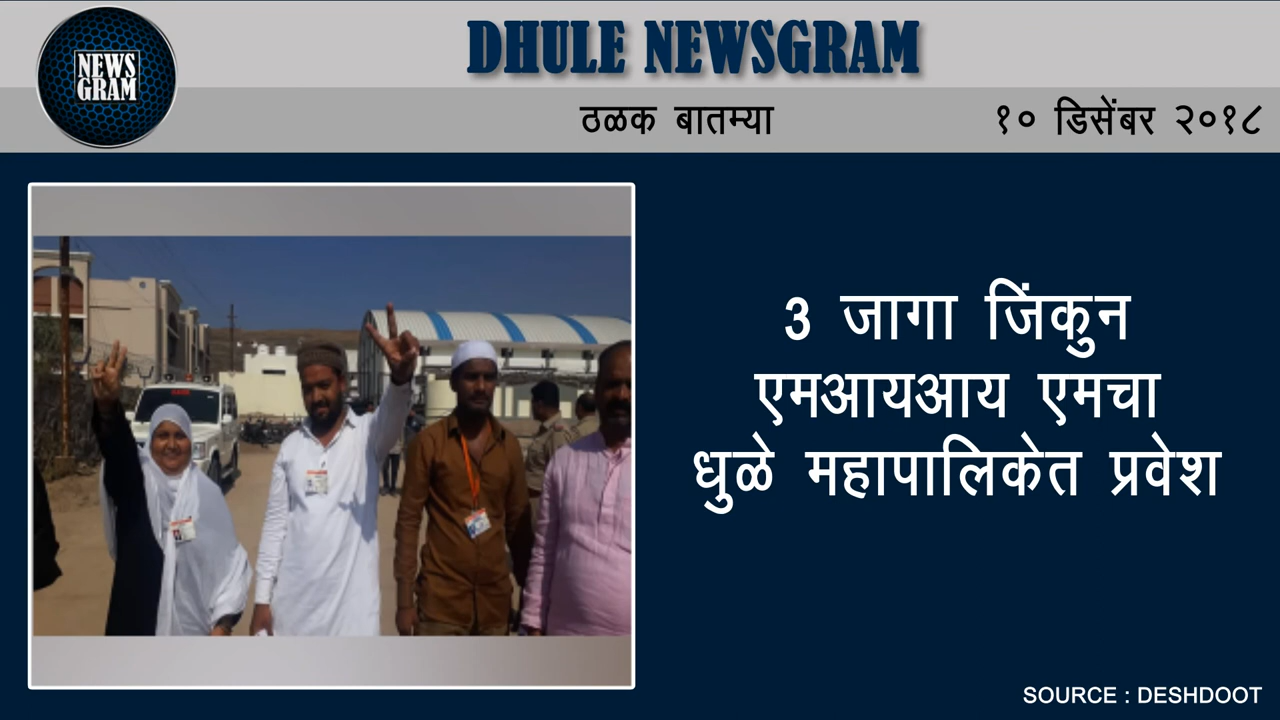 NEWS
GRAM
DHULE NEWSGRAM
ठळक बातम्या
१० डिसेंबर २०१८
3 जागा जिंकुन
एमआयआय एमचा
धुळे महापालिकेत प्रवेश
SOURCE : DESHDOOT